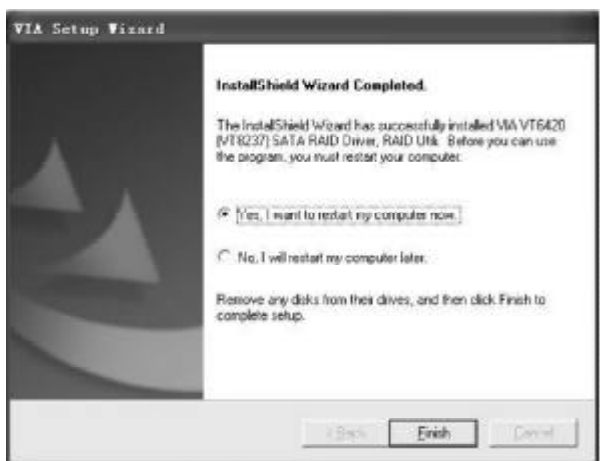 VIA Setup Wizard
InstallShield Wizard Completed.
The InstallShield Wizard has successfully installed VIA VT6420
(VT8237) SATA RAID Driver, RAID Utili. Before you can use
the program, you must restart your computer.
Yes, I want to restart my computer now.
No, I will restart my computer later.
Remove any disks from their drives, and then click Finish to
complete setup.
< Back
Finish
Cancel